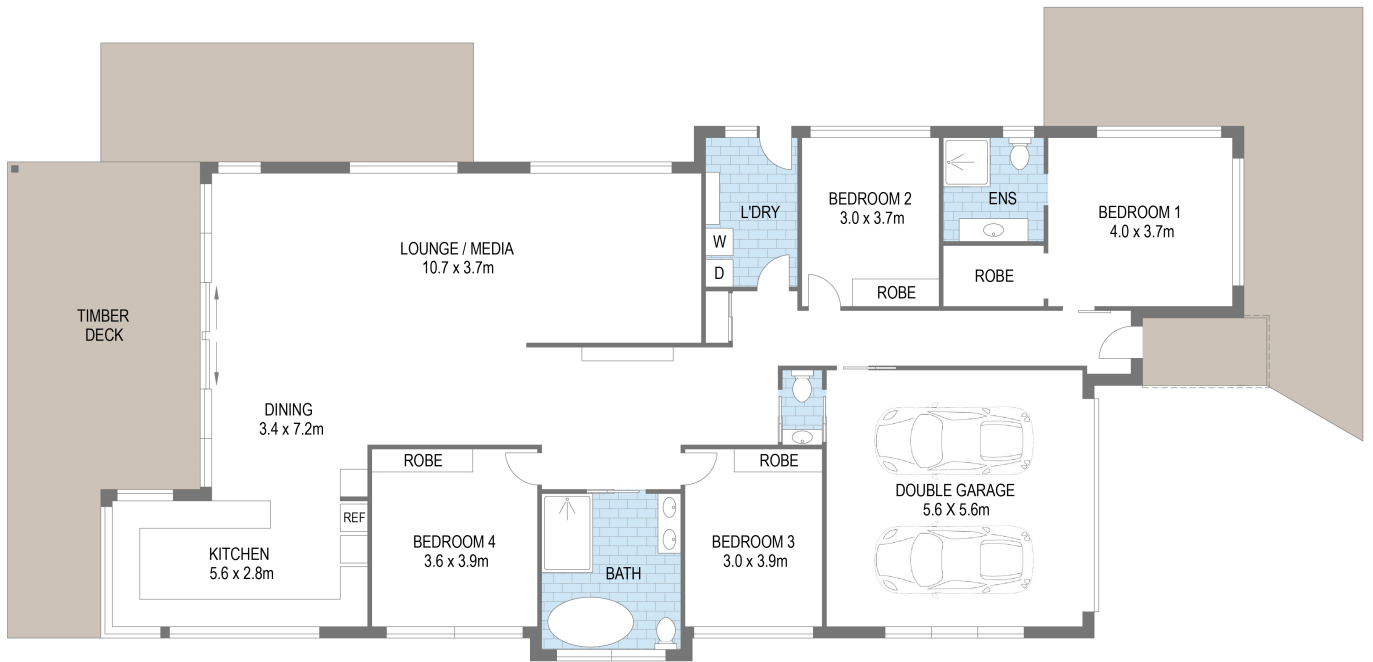 L'DRY
W
D
BEDROOM 2
3.0 x 3.7m
ROBE
ENS
ROBE
BEDROOM 1
4.0 x 3.7m
LOUNGE / MEDIA
10.7 x 3.7m
TIMBER
DECK
DINING
3.4 x 7.2m
ROBE
BEDROOM 4
3.6 x 3.9m
REF
KITCHEN
5.6 x 2.8m
BATH
ROBE
BEDROOM 3
3.0 x 3.9m
DOUBLE GARAGE
5.6 X 5.6m